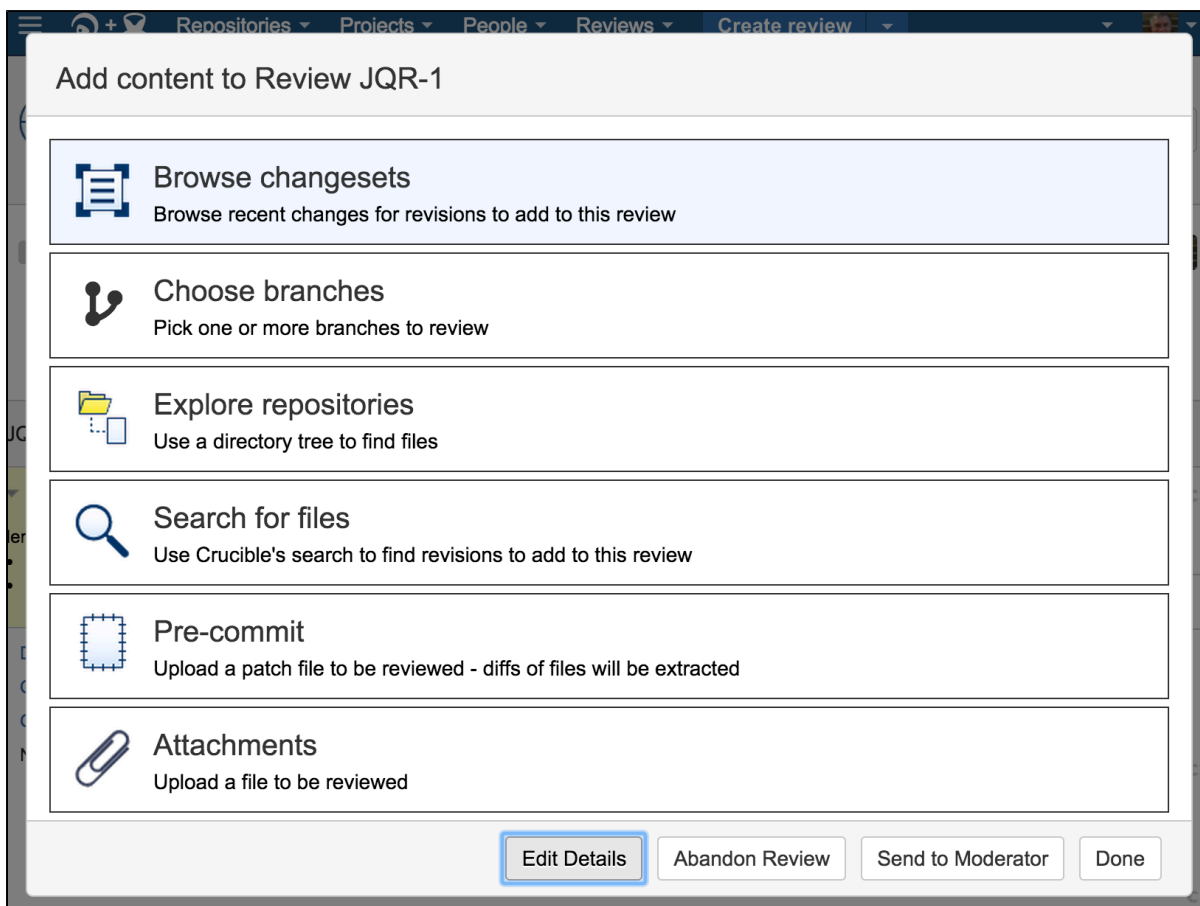 Repositories Projects People Reviews Create review
Add content to Review JQR-1
Browse changesets
Browse recent changes for revisions to add to this review
Choose branches
Pick one or more branches to review
Explore repositories
Use a directory tree to find files
Search for files
Use Crucible's search to find revisions to add to this review
Pre-commit
Upload a patch file to be reviewed - diffs of files will be extracted
Attachments
Upload a file to be reviewed
Edit Details Abandon Review Send to Moderator Done